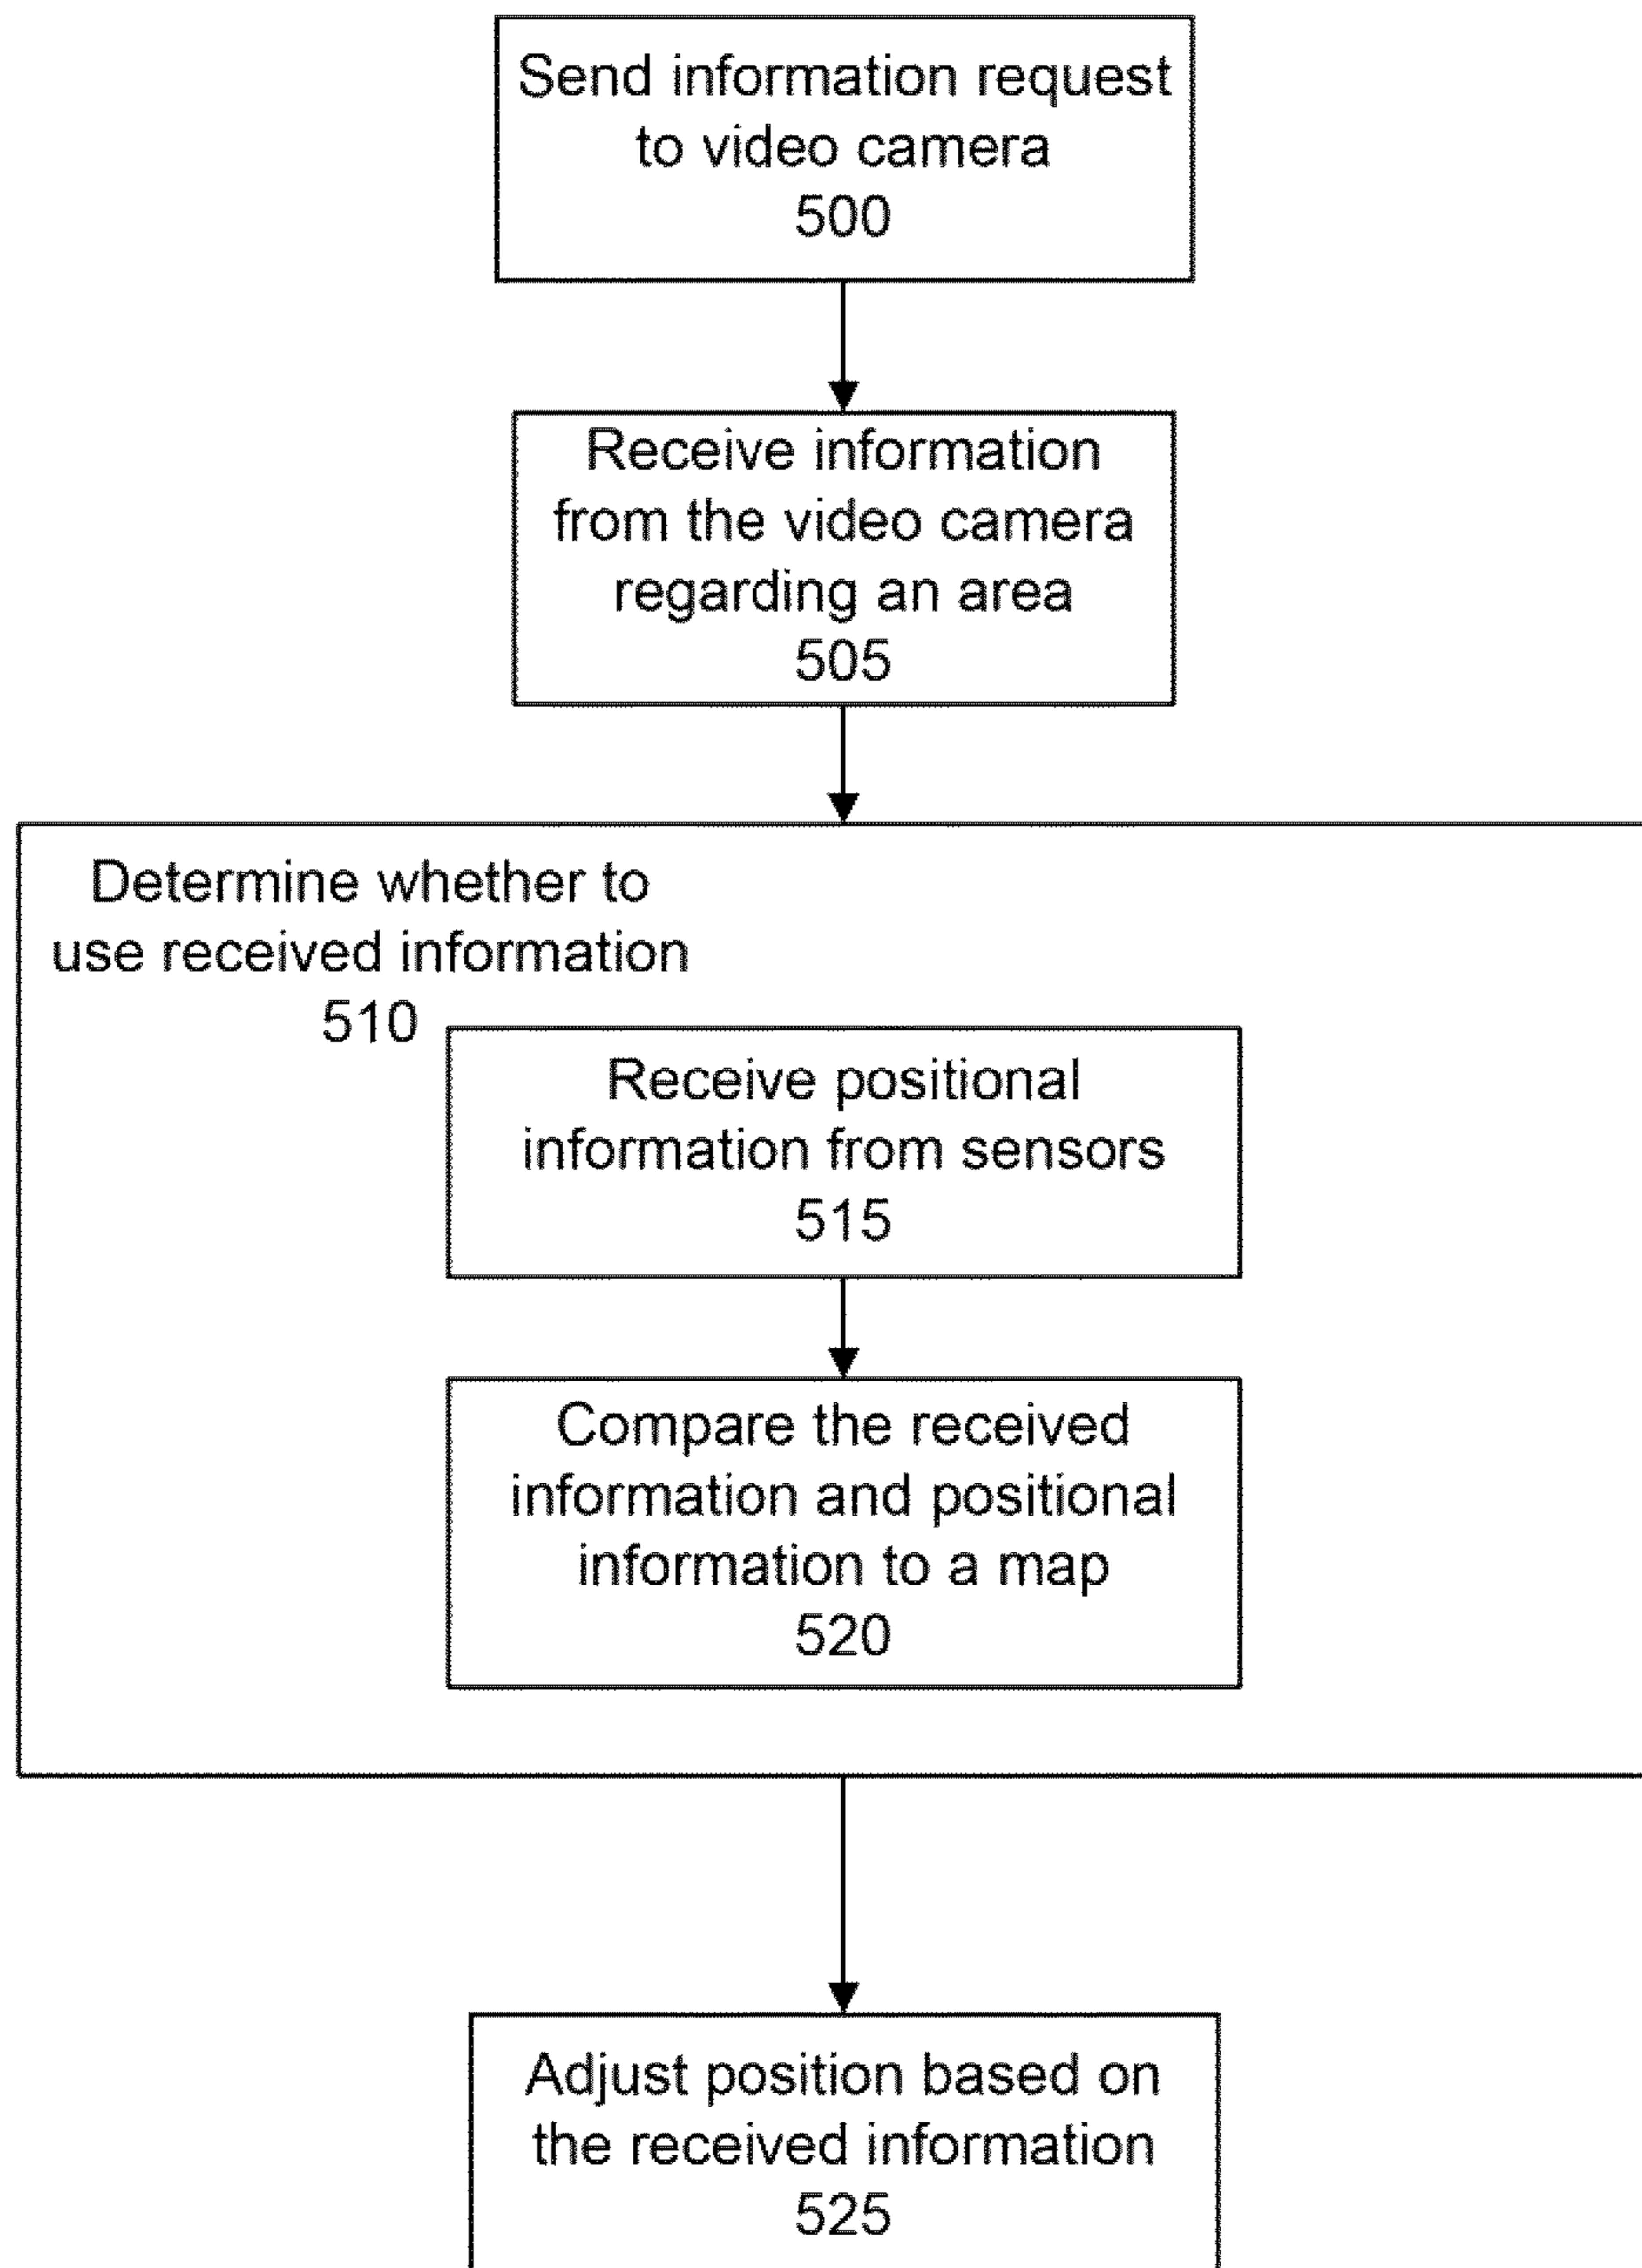 Send information request
to video camera
500
Receive information
from the video camera
regarding an area
505
Determine whether to
use received information
510
Receive positional
information from sensors
515
Compare the received
information and positional
information to a map
520
Adjust position based on
the received information
525